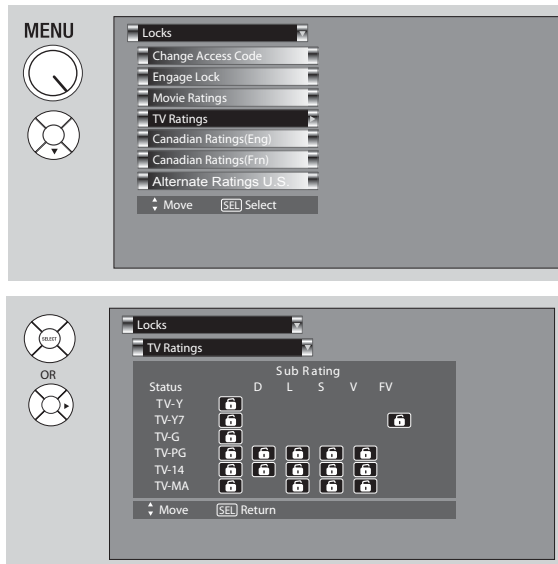 MENU
Locks
Change Access Code
Engage Lock
Movie Ratings
TV Ratings
Canadian Ratings(Eng)
Canadian Ratings(Frn)
Alternate Ratings U.S.
Move SEL Select
SELECT
OR
Locks
TV Ratings
Sub Rating
Status D L S V FV
TV-Y
TV-Y7
TV-G
TV-PG
TV-14
TV-MA
Move SEL Return